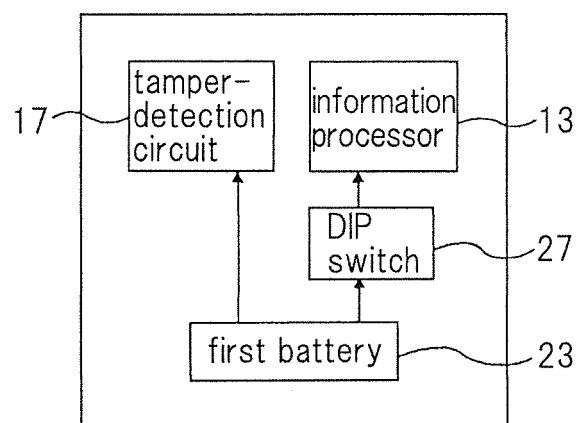 tamper-
detection
circuit
17
information
processor
13
DIP
switch
27
first battery
23